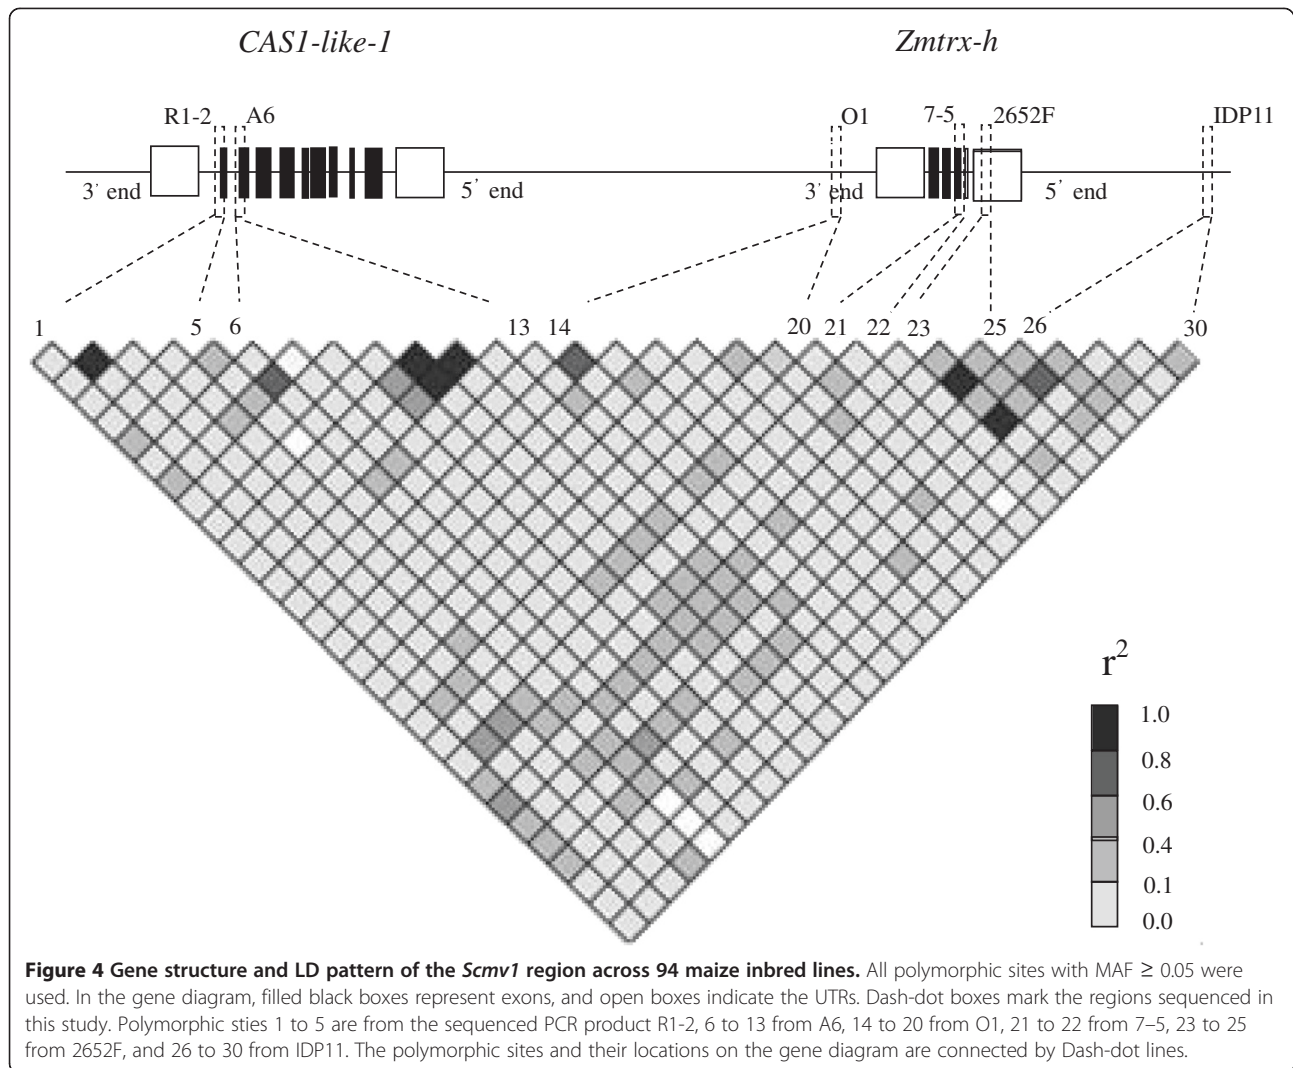 CAS1-like-1 Zmtrx-h
R1-2 A6 O1 7-5 2652F IDP11
3' end 5' end 3' end 5' end
1 5 6 13 14 20 21 22 23 25 26 30
r2
1.0
0.8
0.6
0.4
0.1
0.0
Figure 4 Gene structure and LD pattern of the Scmv1 region across 94 maize inbred lines. All polymorphic sites with MAF ≥ 0.05 were
used. In the gene diagram, filled black boxes represent exons, and open boxes indicate the UTRs. Dash-dot boxes mark the regions sequenced in
this study. Polymorphic sties 1 to 5 are from the sequenced PCR product R1-2, 6 to 13 from A6, 14 to 20 from O1, 21 to 22 from 7–5, 23 to 25
from 2652F, and 26 to 30 from IDP11. The polymorphic sites and their locations on the gene diagram are connected by Dash-dot lines.